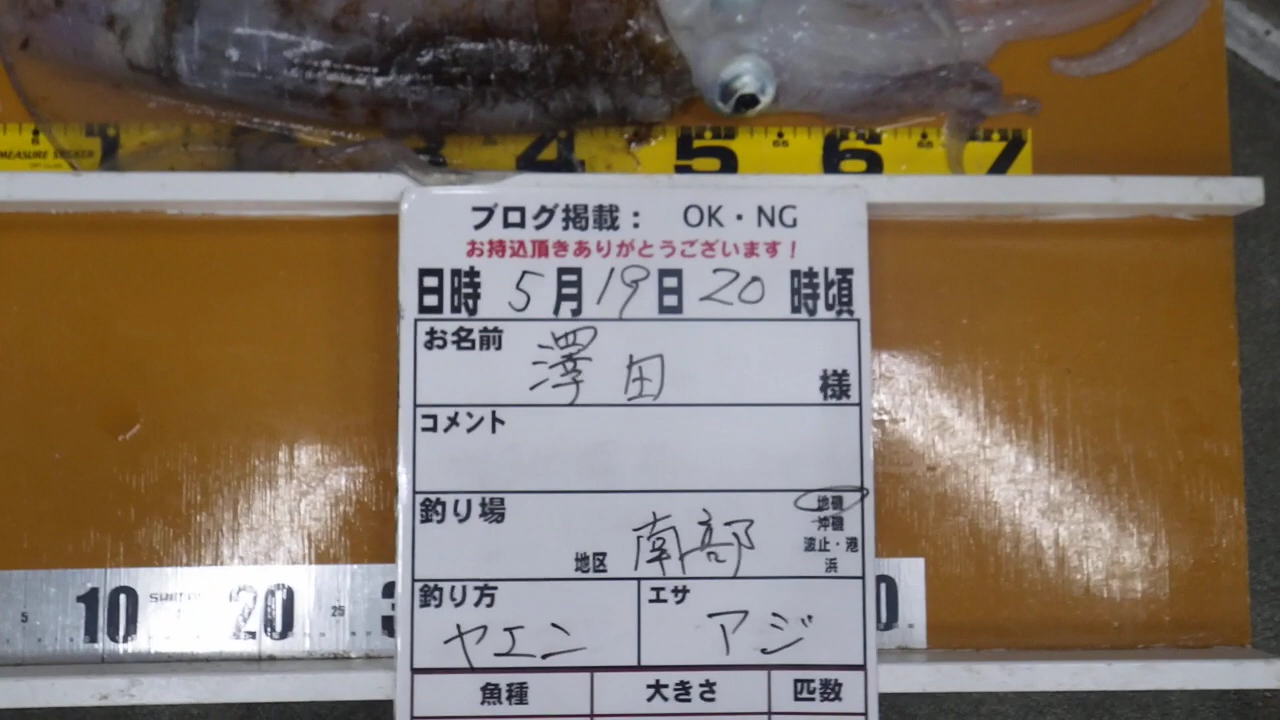 MEASURE
3 4 5 65 6 7
ブログ掲載： OK・NG
お持込頂きありがとうございます！
日時 5月19日 20 時頃
お名前 澤田 様
コメント
釣り場 地区 南部 地磯
沖磯
波止・港
浜
5 10 20 25
釣り方 ヤエン
エサ アジ
魚種 大きさ 匹数